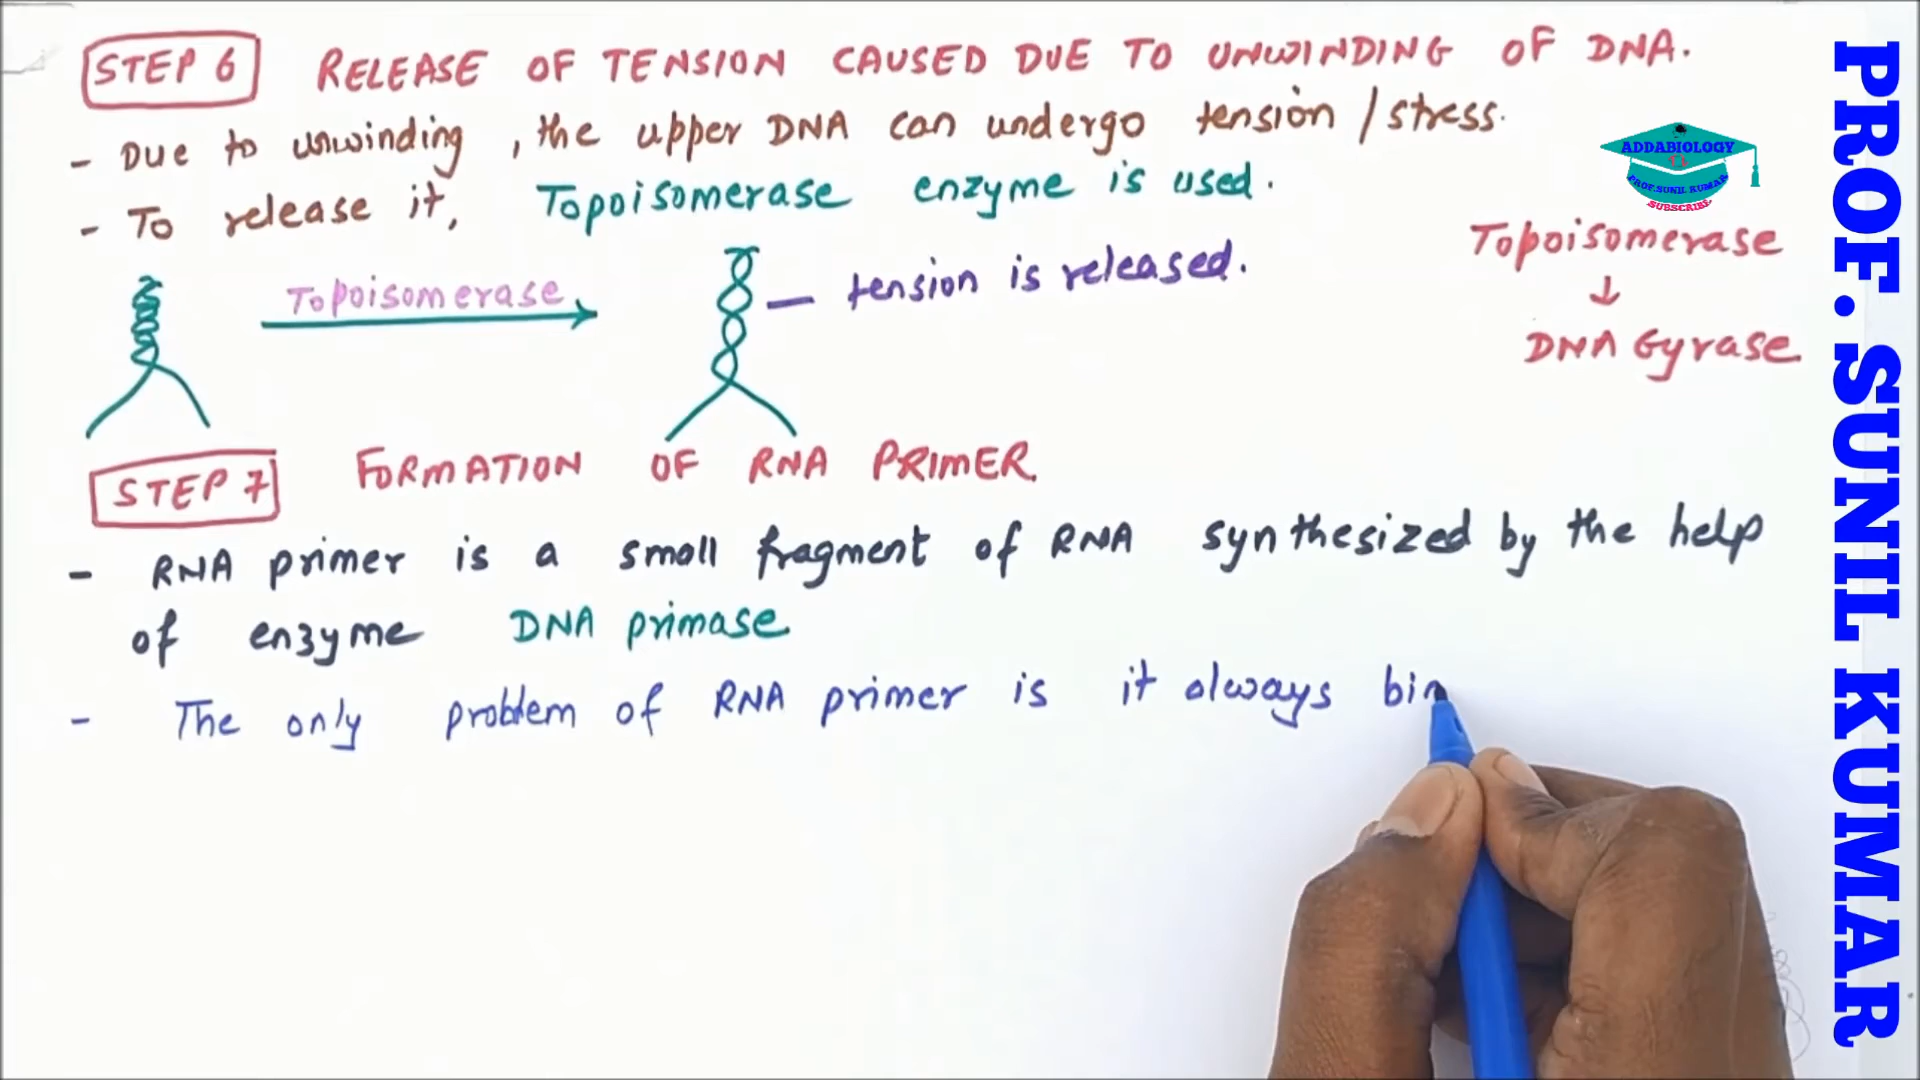 STEP 6 RELEASE OF TENSION CAUSED DUE TO UNWINDING OF DNA.
- Due to unwinding , the upper DNA can undergo tension / stress.
- To release it, Topoisomerase enzyme is used.
ADDABIOLOGY
PROF.SUNIL KUMAR
SUBSCRIBE
Topoisomerase
↓
DNA Gyrase
Topoisomerase
— tension is released.
STEP 7 FORMATION OF RNA PRIMER
- RNA primer is a small fragment of RNA synthesized by the help
of enzyme DNA primase
- The only problem of RNA primer is it always bin
PROF. SUNIL KUMAR